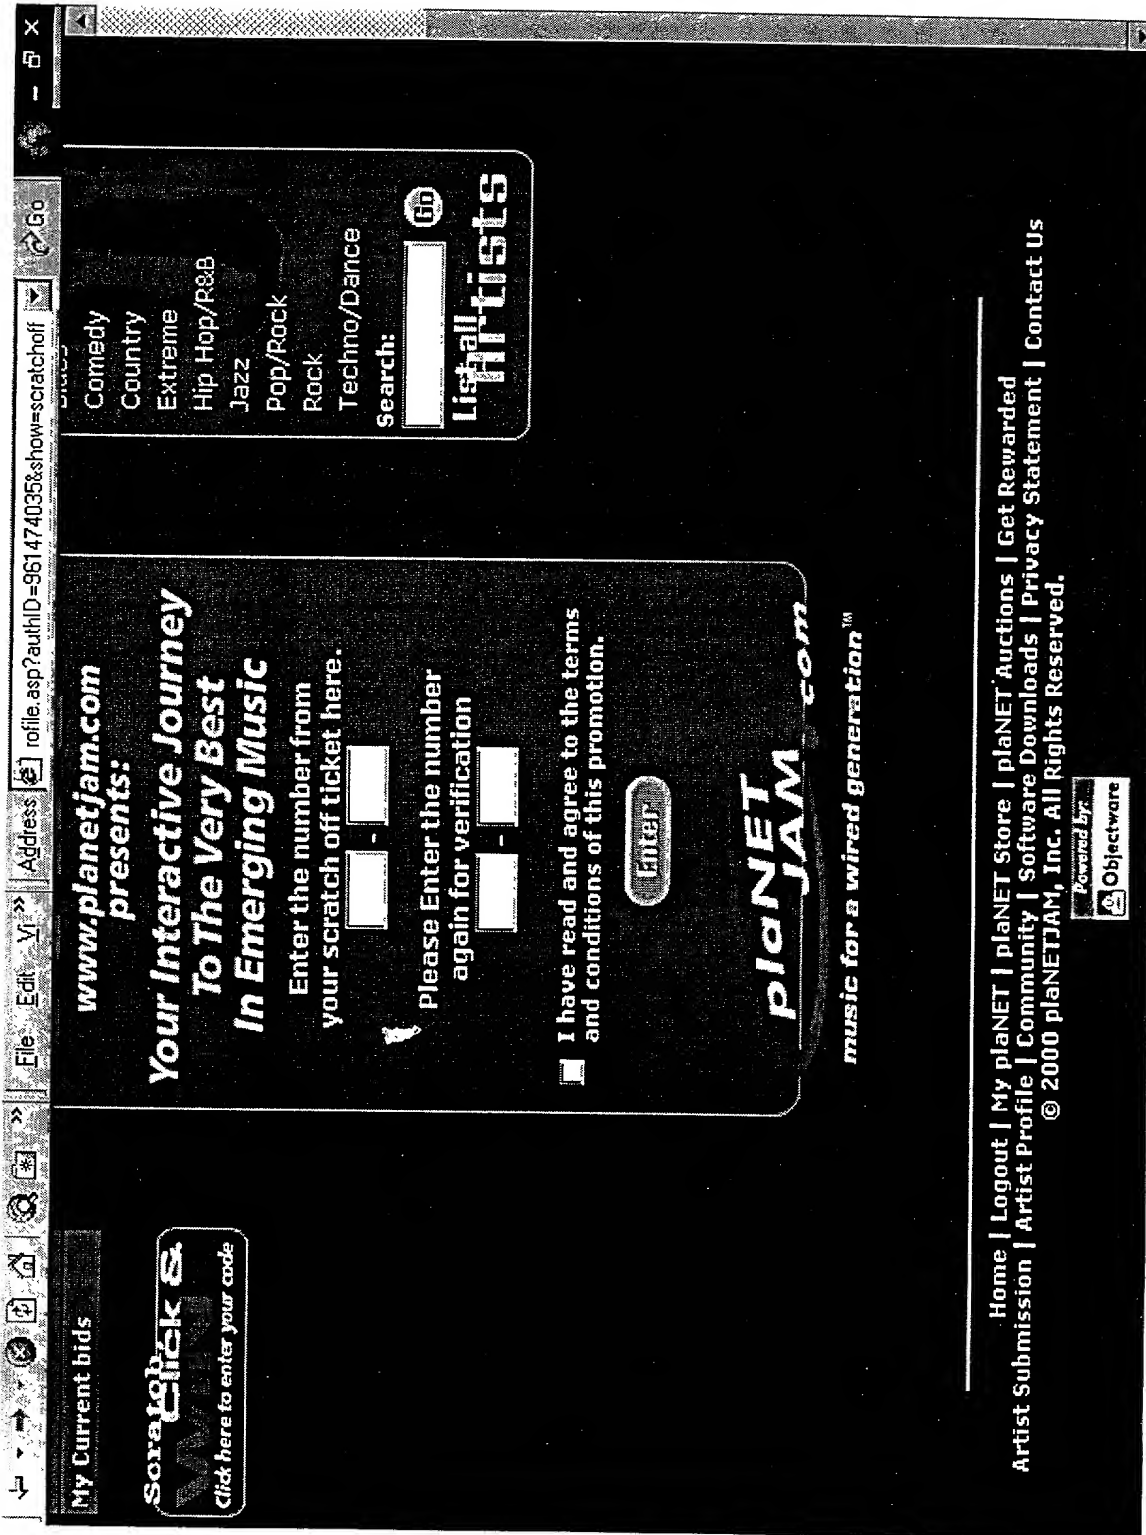 File Edit Vi » Address rofile.asp?authID=961474035&show=scratchoff Go
My Current bids
Scratch,
Click &
WIN
Click here to enter your code
www.planetjam.com
presents:
Your Interactive Journey
To The Very Best
In Emerging Music
Enter the number from
your scratch off ticket here.
-
Please Enter the number
again for verification
-
I have read and agree to the terms
and conditions of this promotion.
Enter
plaNET
JAM .com
music for a wired generation™
Comedy
Country
Extreme
Hip Hop/R&B
Jazz
Pop/Rock
Rock
Techno/Dance
Search:
Go
List all
Artists
Home | Logout | My plaNET | plaNET Store | plaNET Auctions | Get Rewarded
Artist Submission | Artist Profile | Community | Software Downloads | Privacy Statement | Contact Us
© 2000 plaNETJAM, Inc. All Rights Reserved.
Powered by:
Objectware